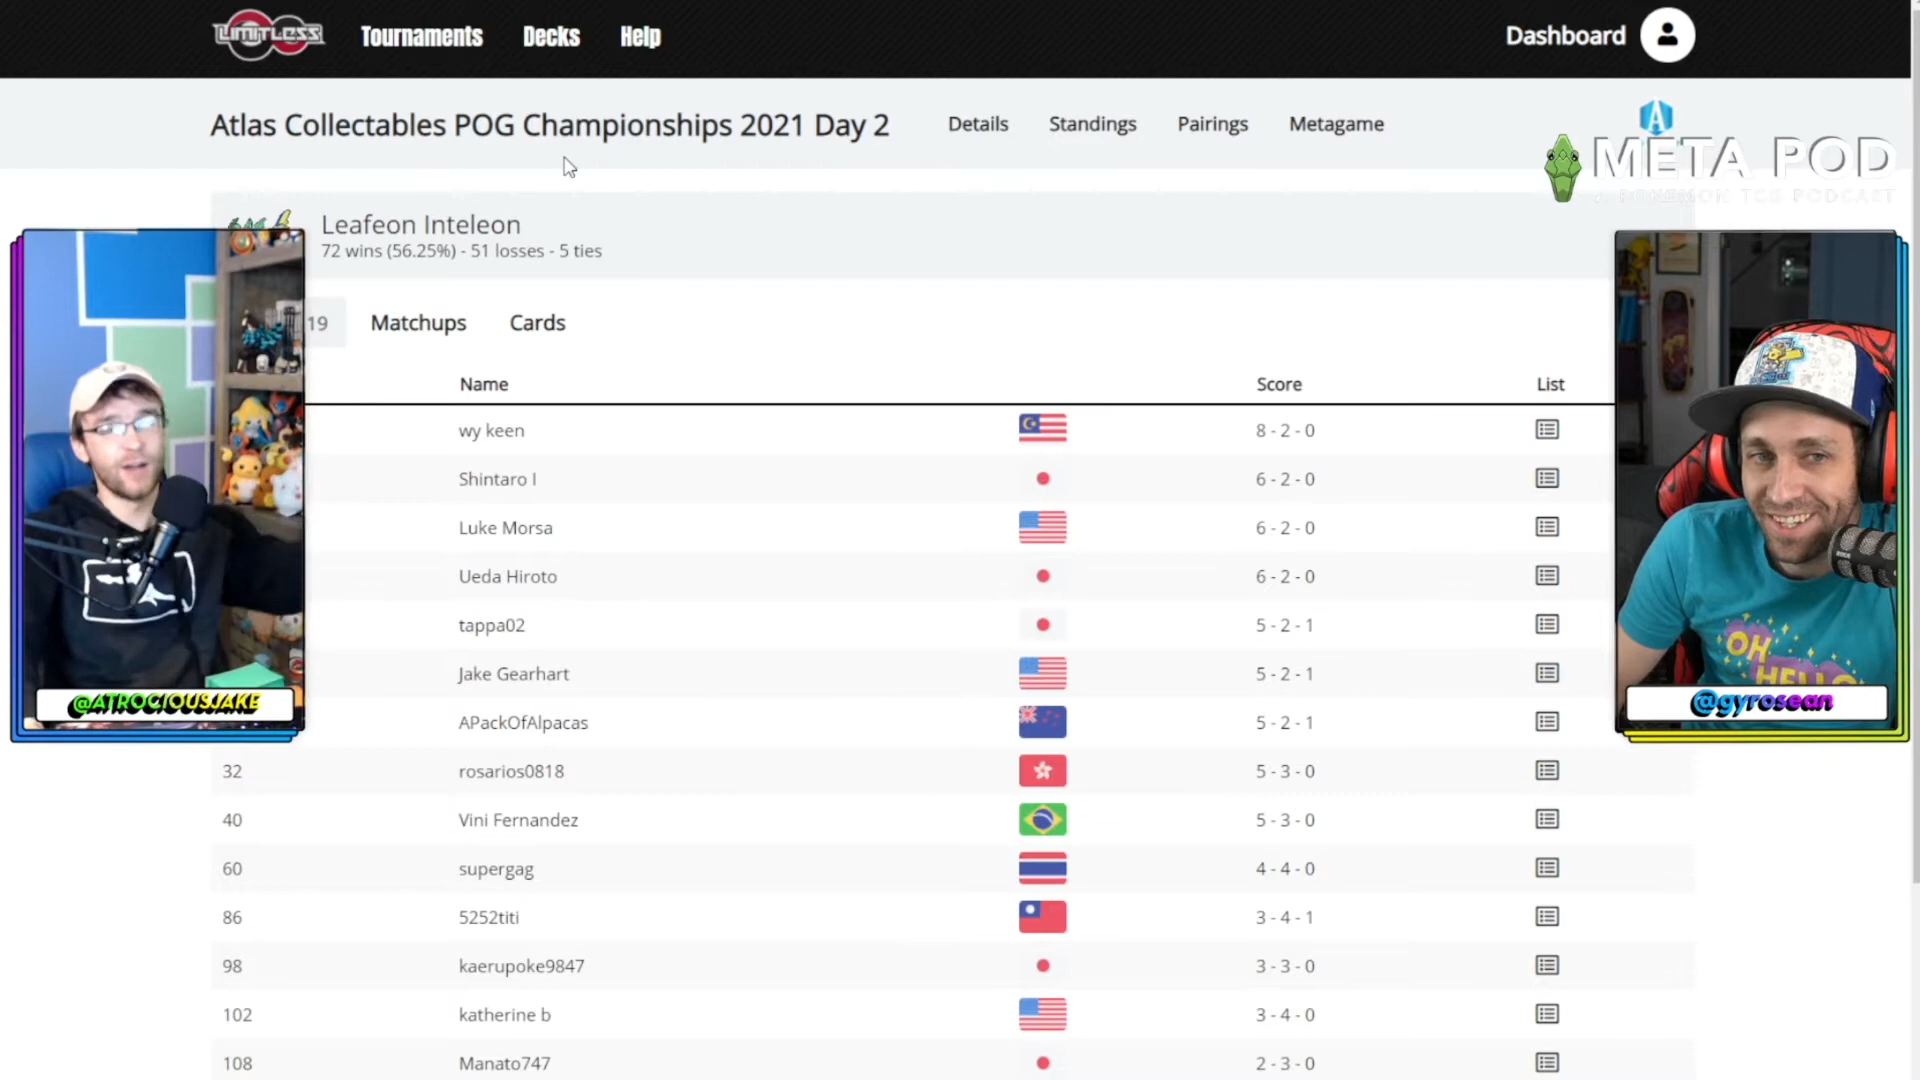 LIMITLESS Tournaments Decks Help Dashboard
Atlas Collectables POG Championships 2021 Day 2 Details Standings Pairings Metagame
META POD
A POKEMON TCG PODCAST
Leafeon Inteleon
72 wins (56.25%) - 51 losses - 5 ties
19 Matchups Cards
Name Score List
wy keen 8 - 2 - 0
Shintaro I 6 - 2 - 0
Luke Morsa 6 - 2 - 0
Ueda Hiroto 6 - 2 - 0
tappa02 5 - 2 - 1
Jake Gearhart 5 - 2 - 1
APackOfAlpacas 5 - 2 - 1
32 rosarios0818 5 - 3 - 0
40 Vini Fernandez 5 - 3 - 0
60 supergag 4 - 4 - 0
86 5252titi 3 - 4 - 1
98 kaerupoke9847 3 - 3 - 0
102 katherine b 3 - 4 - 0
108 Manato747 2 - 3 - 0
@ATROCIOUSJAKE
OH
HELLO
@gyrosean